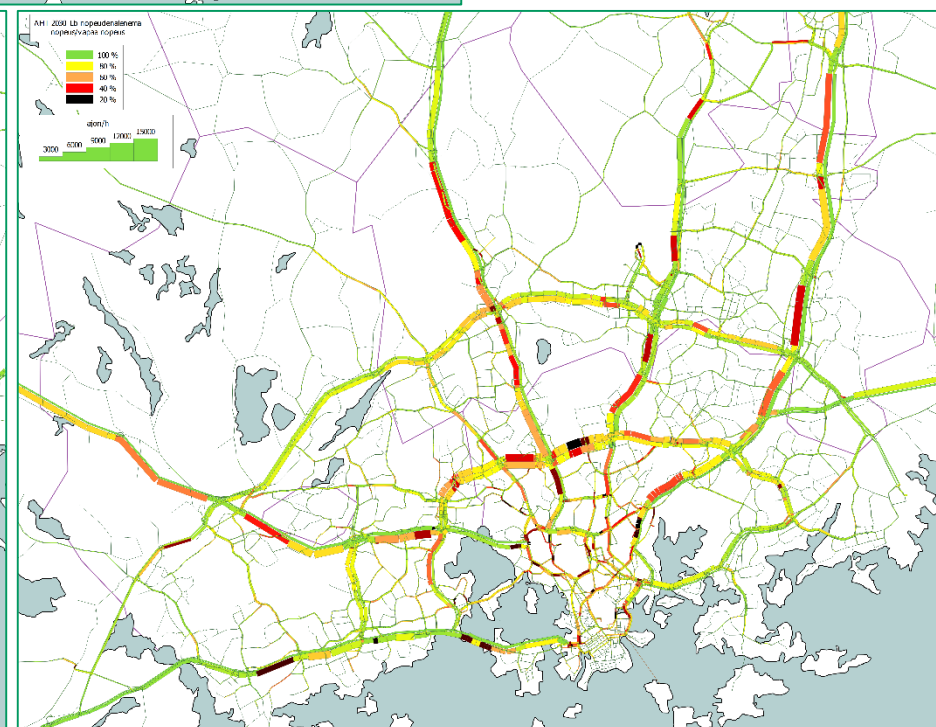 AHT 2030 Lb nopeudenalenema
nopeus/vapaa nopeus
100 %
80 %
60 %
40 %
20 %
ajon/h
3000 6000 9000 12000 15000